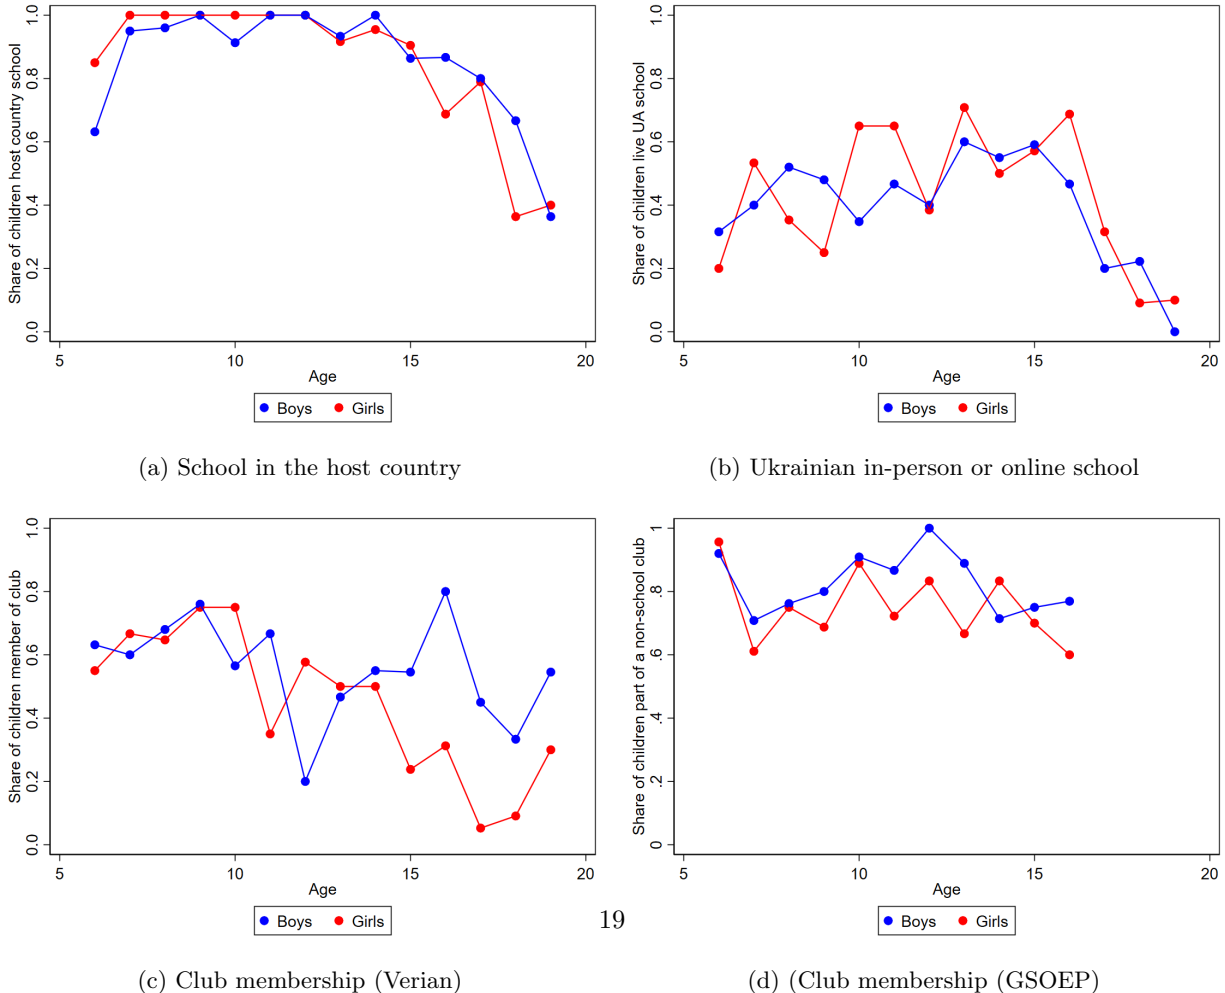 Share of children host country school
0.0 0.2 0.4 0.6 0.8 1.0
5 10 15 20
Age
Boys Girls
(a) School in the host country
Share of children live UA school
0.0 0.2 0.4 0.6 0.8 1.0
5 10 15 20
Age
Boys Girls
(b) Ukrainian in-person or online school
Share of children member of club
0.0 0.2 0.4 0.6 0.8 1.0
5 10 15 20
Age
Boys Girls
(c) Club membership (Verian)
Share of children part of a non-school club
0 .2 .4 .6 .8 1
5 10 15 20
Age
Boys Girls
(d) (Club membership (GSOEP)
19